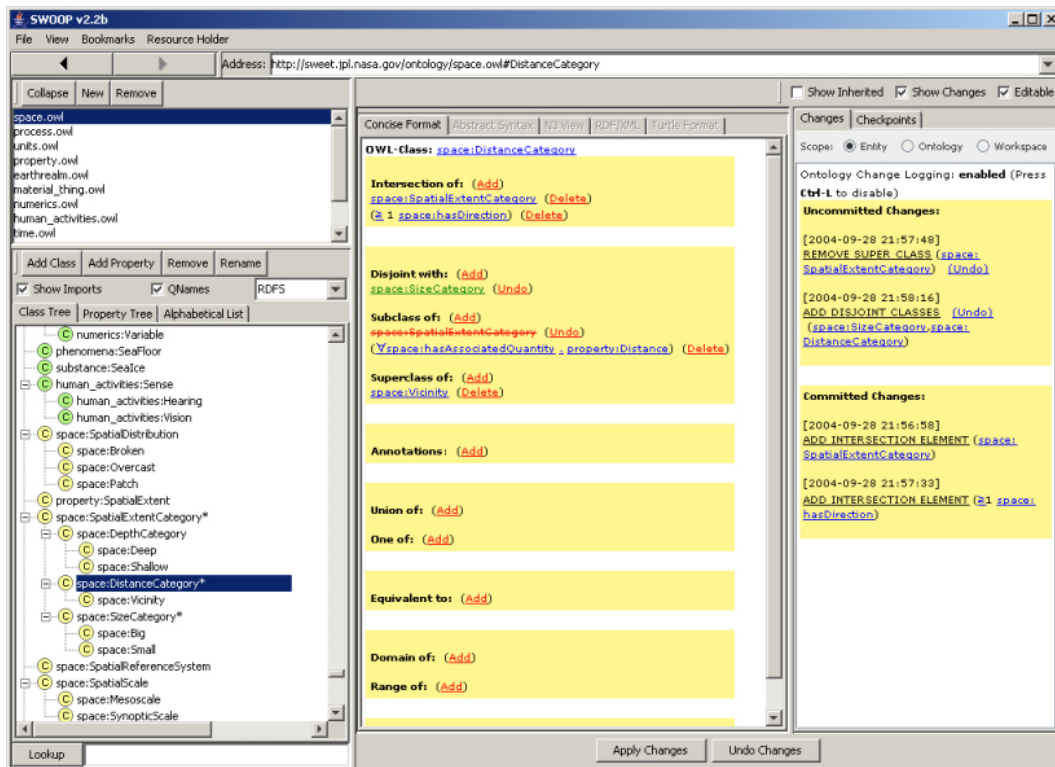 SWOOP v2.2b
File View Bookmarks Resource Holder
Address: http://sweet.jpl.nasa.gov/ontology/space.owl#DistanceCategory
Collapse New Remove
space.owl
process.owl
units.owl
property.owl
earthrealm.owl
material_thing.owl
numerics.owl
human_activities.owl
time.owl
Add Class Add Property Remove Rename
Show Imports QNames RDFS
Class Tree Property Tree Alphabetical List
C numerics:Variable
C phenomena:SeaFloor
C substance:SeaIce
C human_activities:Sense
C human_activities:Hearing
C human_activities:Vision
C space:SpatialDistribution
C space:Broken
C space:Overcast
C space:Patch
C property:SpatialExtent
C space:SpatialExtentCategory*
C space:DepthCategory
C space:Deep
C space:Shallow
C space:DistanceCategory*
C space:Vicinity
C space:SizeCategory*
C space:Big
C space:Small
C space:SpatialReferenceSystem
C space:SpatialScale
C space:Mesoscale
C space:SynopticScale
Lookup
Show Inherited Show Changes Editable
Concise Format Abstract Syntax N3 View RDF/XML Turtle Format
OWL-Class: space:DistanceCategory
Intersection of: (Add)
space:SpatialExtentCategory (Delete)
(≥ 1 space:hasDirection) (Delete)
Disjoint with: (Add)
space:SizeCategory (Undo)
Subclass of: (Add)
space:SpatialExtentCategory (Undo)
(∀space:hasAssociatedQuantity . property:Distance) (Delete)
Superclass of: (Add)
space:Vicinity (Delete)
Annotations: (Add)
Union of: (Add)
One of: (Add)
Equivalent to: (Add)
Domain of: (Add)
Range of: (Add)
Apply Changes Undo Changes
Changes Checkpoints
Scope: Entity Ontology Workspace
Ontology Change Logging: enabled (Press
Ctrl-L to disable)
Uncommitted Changes:
[2004-09-28 21:57:48]
REMOVE SUPER CLASS (space:
SpatialExtentCategory) (Undo)
[2004-09-28 21:58:16]
ADD DISJOINT CLASSES (Undo)
(space:SizeCategory,space:
DistanceCategory)
Committed Changes:
[2004-09-28 21:56:58]
ADD INTERSECTION ELEMENT (space:
SpatialExtentCategory)
[2004-09-28 21:57:33]
ADD INTERSECTION ELEMENT (≥1 space:
hasDirection)